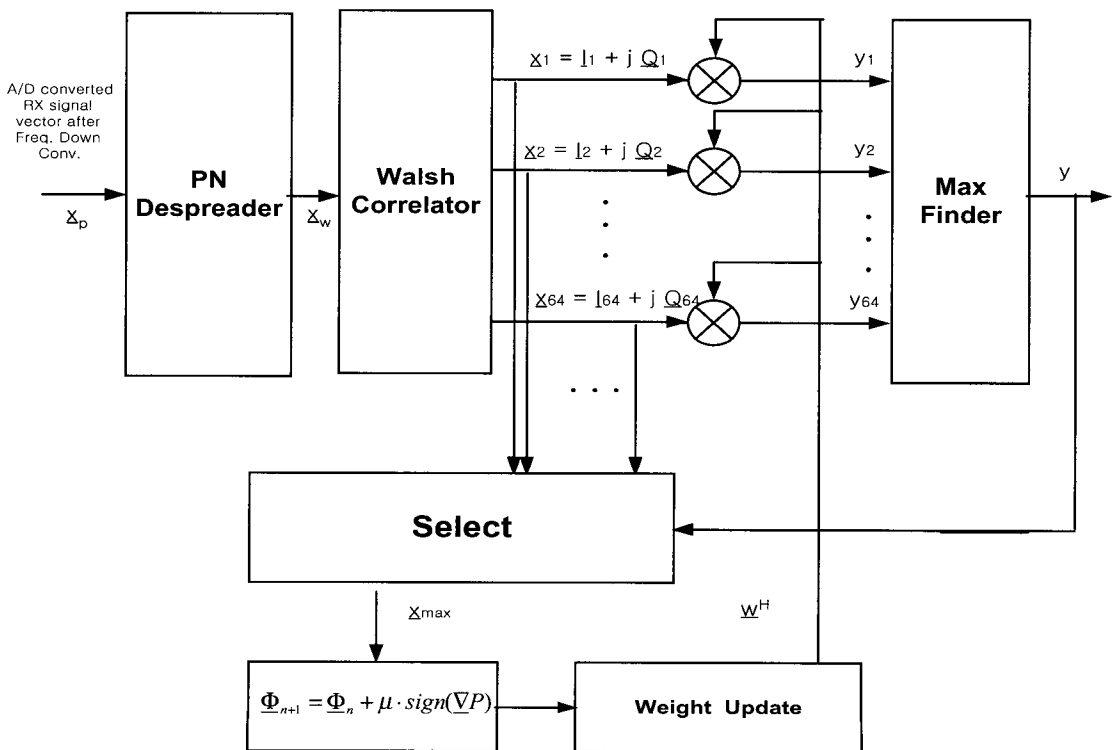 A/D converted
RX signal
vector after
Freq. Down
Conv.
x_p
PN
Despreader
x_w
Walsh
Correlator
x1 = I1 + j Q1
x2 = I2 + j Q2
x64 = I64 + j Q64
y1
y2
y64
Max
Finder
y
Select
xmax
w^H
Φ_{n+1} = Φ_n + μ · sign(∇P)
Weight Update